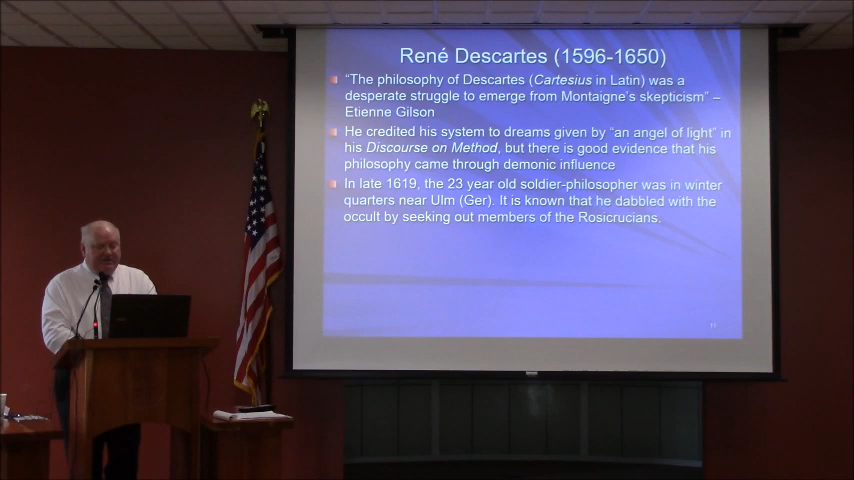 René Descartes (1596-1650)
"The philosophy of Descartes (Cartesius in Latin) was a
desperate struggle to emerge from Montaigne's skepticism" –
Etienne Gilson
He credited his system to dreams given by "an angel of light" in
his Discourse on Method, but there is good evidence that his
philosophy came through demonic influence
In late 1619, the 23 year old soldier-philosopher was in winter
quarters near Ulm (Ger). It is known that he dabbled with the
occult by seeking out members of the Rosicrucians.